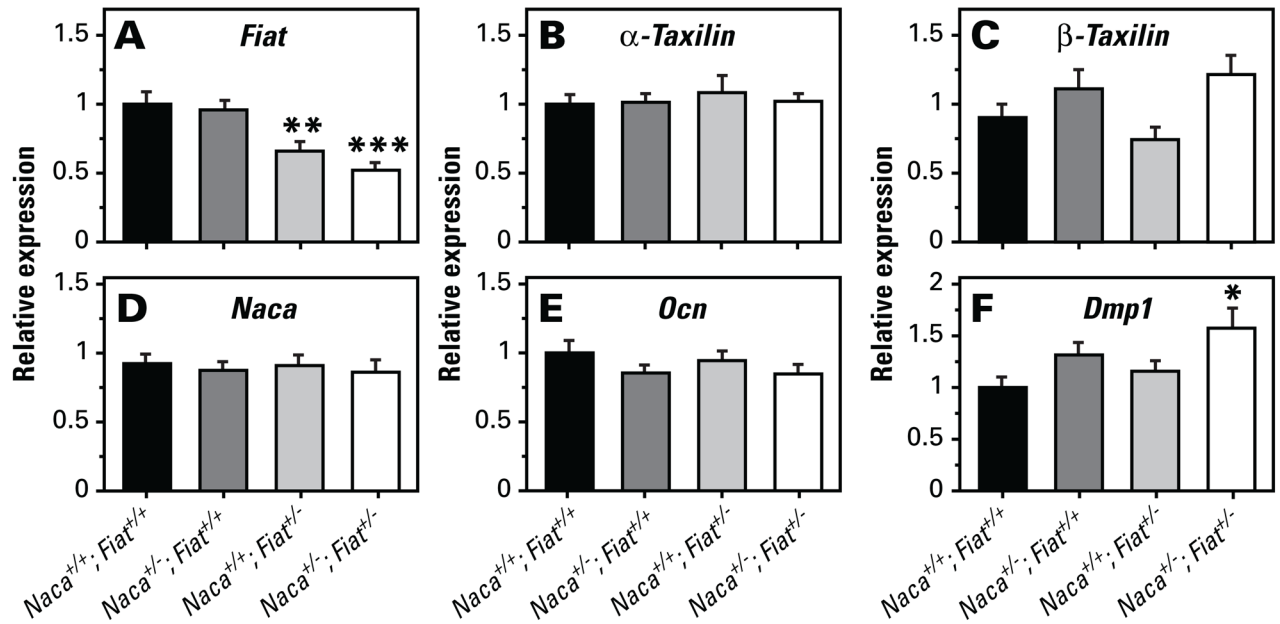 A Fiat
1.5
1
0.5
0
**
***
B α-Taxilin
1.5
1
0.5
0
C β-Taxilin
1.5
1
0.5
0
Relative expression
Relative expression
Relative expression
D Naca
1.5
1
0.5
0
E Ocn
1.5
1
0.5
0
F Dmp1
2
1.5
1
0.5
0
*
Naca+/+; Fiat+/+
Naca+/-; Fiat+/+
Naca+/+; Fiat+/-
Naca+/-; Fiat+/-
Naca+/+; Fiat+/+
Naca+/-; Fiat+/+
Naca+/+; Fiat+/-
Naca+/-; Fiat+/-
Naca+/+; Fiat+/+
Naca+/-; Fiat+/+
Naca+/+; Fiat+/-
Naca+/-; Fiat+/-